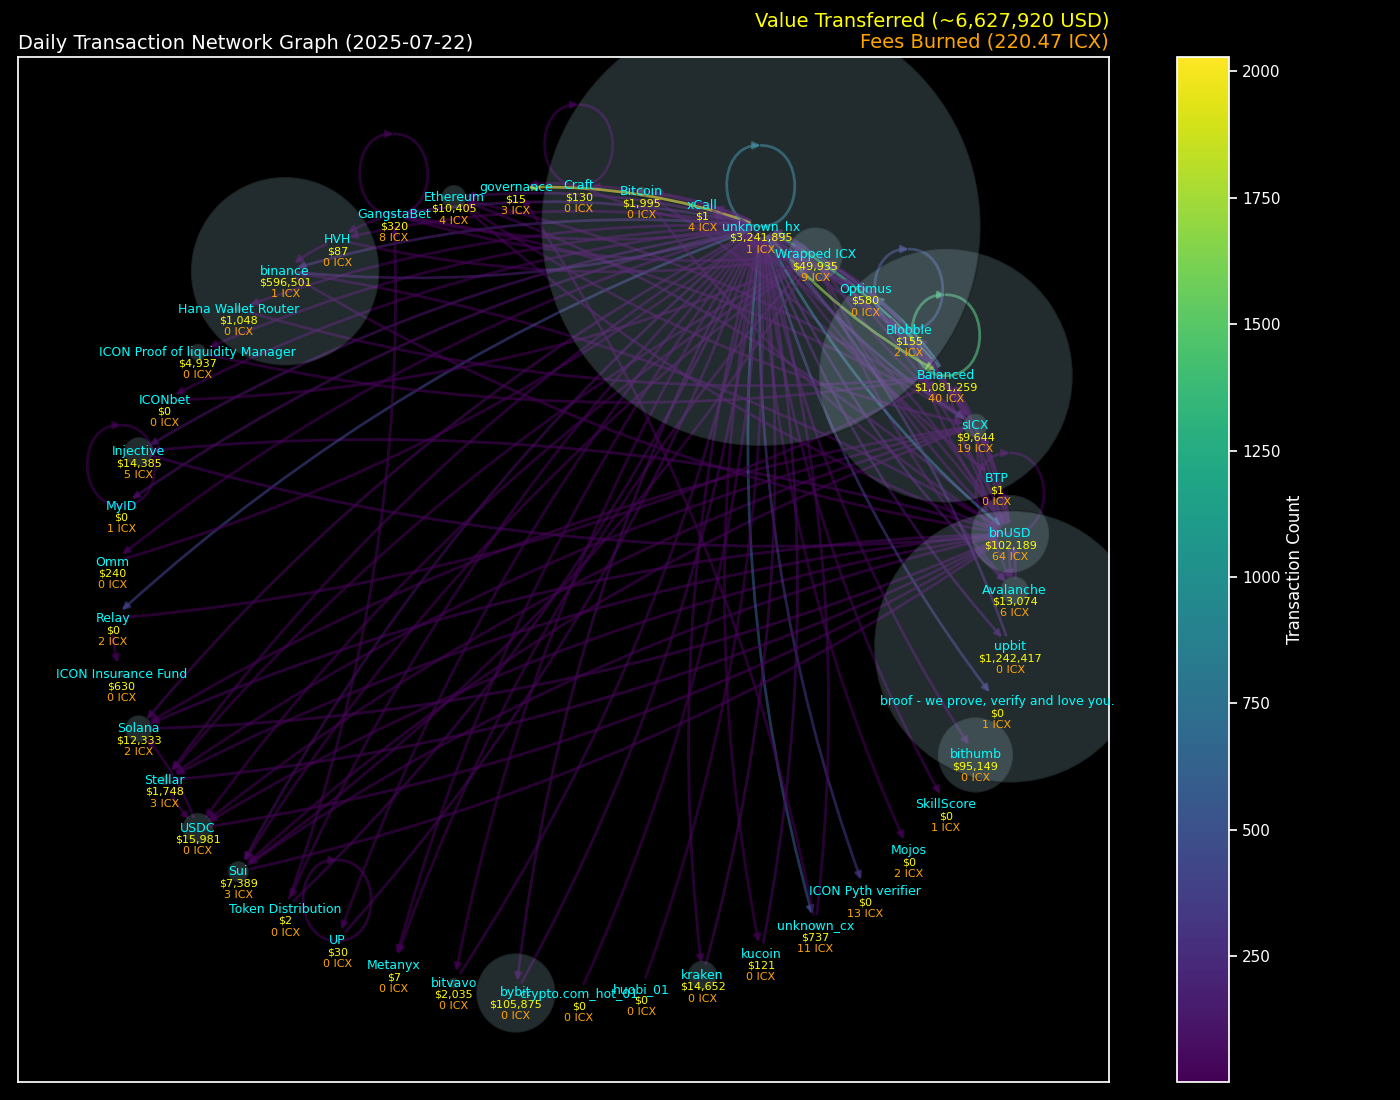 Value Transferred (~6,627,920 USD)
Daily Transaction Network Graph (2025-07-22)
Fees Burned (220.47 ICX)
governance
$15
3 ICX
Craft
$130
0 ICX
Bitcoin
$1,995
0 ICX
Ethereum
$10,405
4 ICX
xCall
$1
4 ICX
GangstaBet
$320
8 ICX
unknown_hx
$3,241,895
1 ICX
HVH
$87
0 ICX
Wrapped ICX
$49,935
9 ICX
binance
$596,501
1 ICX
Optimus
$580
0 ICX
Hana Wallet Router
$1,048
0 ICX
Blobble
$155
2 ICX
ICON Proof of liquidity Manager
$4,937
0 ICX
Balanced
$1,081,259
40 ICX
ICONbet
$0
0 ICX
sICX
$9,644
19 ICX
Injective
$14,385
5 ICX
BTP
$1
0 ICX
MyID
$0
1 ICX
bnUSD
$102,189
64 ICX
Omm
$240
0 ICX
Avalanche
$13,074
6 ICX
Relay
$0
2 ICX
upbit
$1,242,417
0 ICX
ICON Insurance Fund
$630
0 ICX
broof - we prove, verify and love you.
$0
1 ICX
Solana
$12,333
2 ICX
bithumb
$95,149
0 ICX
Stellar
$1,748
3 ICX
SkillScore
$0
1 ICX
USDC
$15,981
0 ICX
Mojos
$0
2 ICX
Sui
$7,389
3 ICX
ICON Pyth verifier
$0
13 ICX
Token Distribution
$2
0 ICX
unknown_cx
$737
11 ICX
UP
$30
0 ICX
kucoin
$121
0 ICX
Metanyx
$7
0 ICX
kraken
$14,652
0 ICX
bitvavo
$2,035
0 ICX
bybit
$105,875
0 ICX
crypto.com_hot_01
$0
0 ICX
huobi_01
$0
0 ICX
2000
1750
1500
1250
1000
750
500
250
Transaction Count